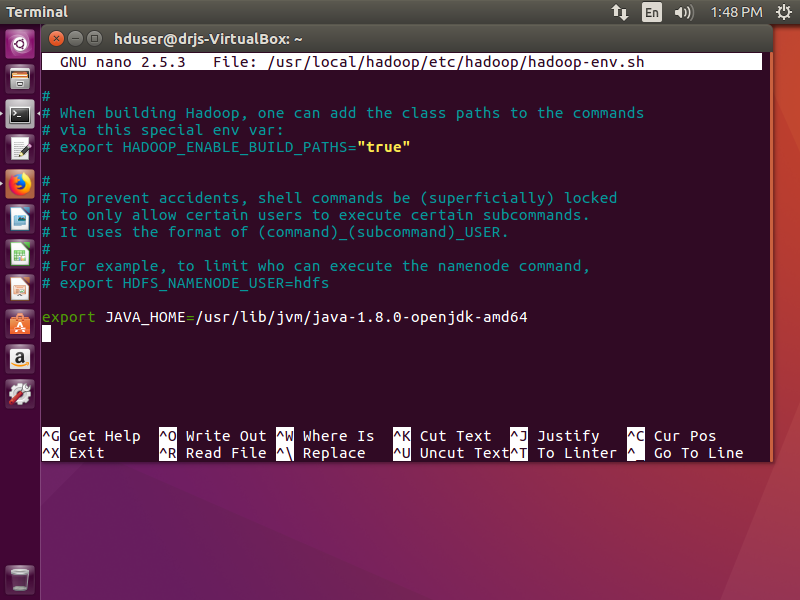 Terminal
En
1:48 PM
hduser@drjs-VirtualBox: ~
GNU nano 2.5.3 File: /usr/local/hadoop/etc/hadoop/hadoop-env.sh
#
# When building Hadoop, one can add the class paths to the commands
# via this special env var:
# export HADOOP_ENABLE_BUILD_PATHS="true"
#
# To prevent accidents, shell commands be (superficially) locked
# to only allow certain users to execute certain subcommands.
# It uses the format of (command)_(subcommand)_USER.
#
# For example, to limit who can execute the namenode command,
# export HDFS_NAMENODE_USER=hdfs
export JAVA_HOME=/usr/lib/jvm/java-1.8.0-openjdk-amd64
^G Get Help ^O Write Out ^W Where Is ^K Cut Text ^J Justify ^C Cur Pos
^X Exit ^R Read File ^\ Replace ^U Uncut Text ^T To Linter ^_ Go To Line